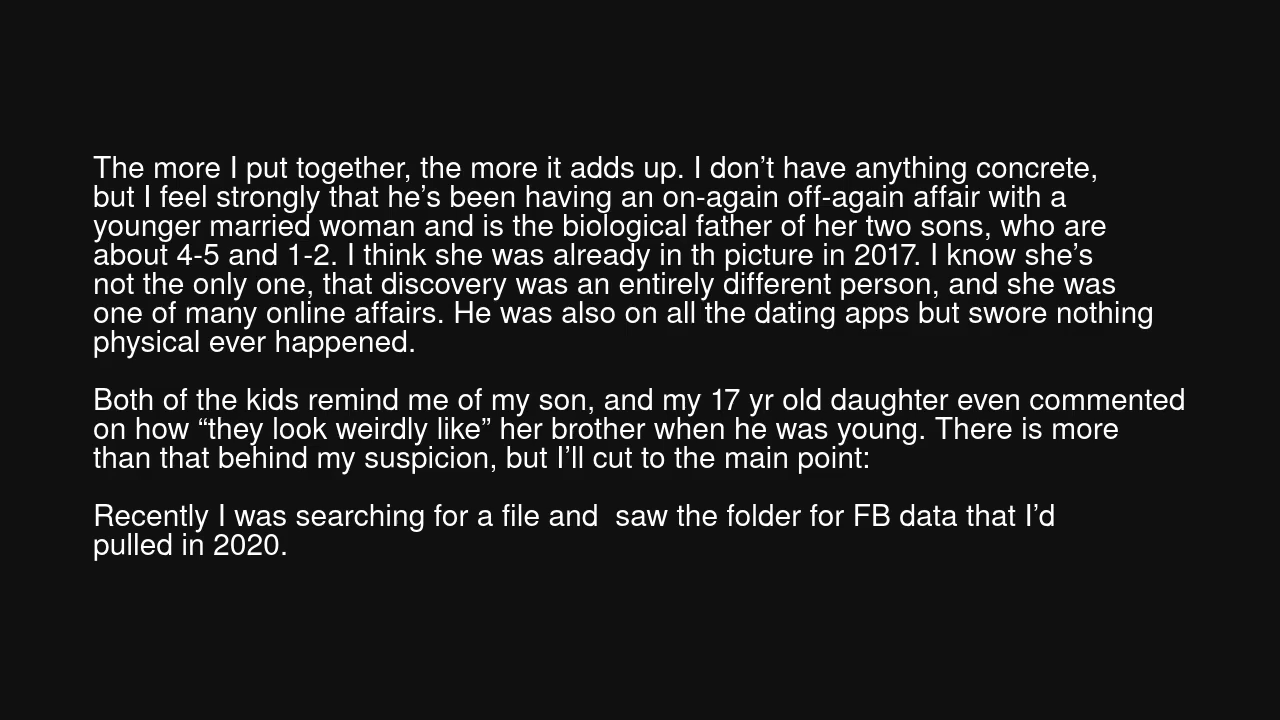 The more I put together, the more it adds up. I don’t have anything concrete,
but I feel strongly that he’s been having an on-again off-again affair with a
younger married woman and is the biological father of her two sons, who are
about 4-5 and 1-2. I think she was already in th picture in 2017. I know she’s
not the only one, that discovery was an entirely different person, and she was
one of many online affairs. He was also on all the dating apps but swore nothing
physical ever happened.
Both of the kids remind me of my son, and my 17 yr old daughter even commented
on how “they look weirdly like” her brother when he was young. There is more
than that behind my suspicion, but I’ll cut to the main point:
Recently I was searching for a file and  saw the folder for FB data that I’d
pulled in 2020.